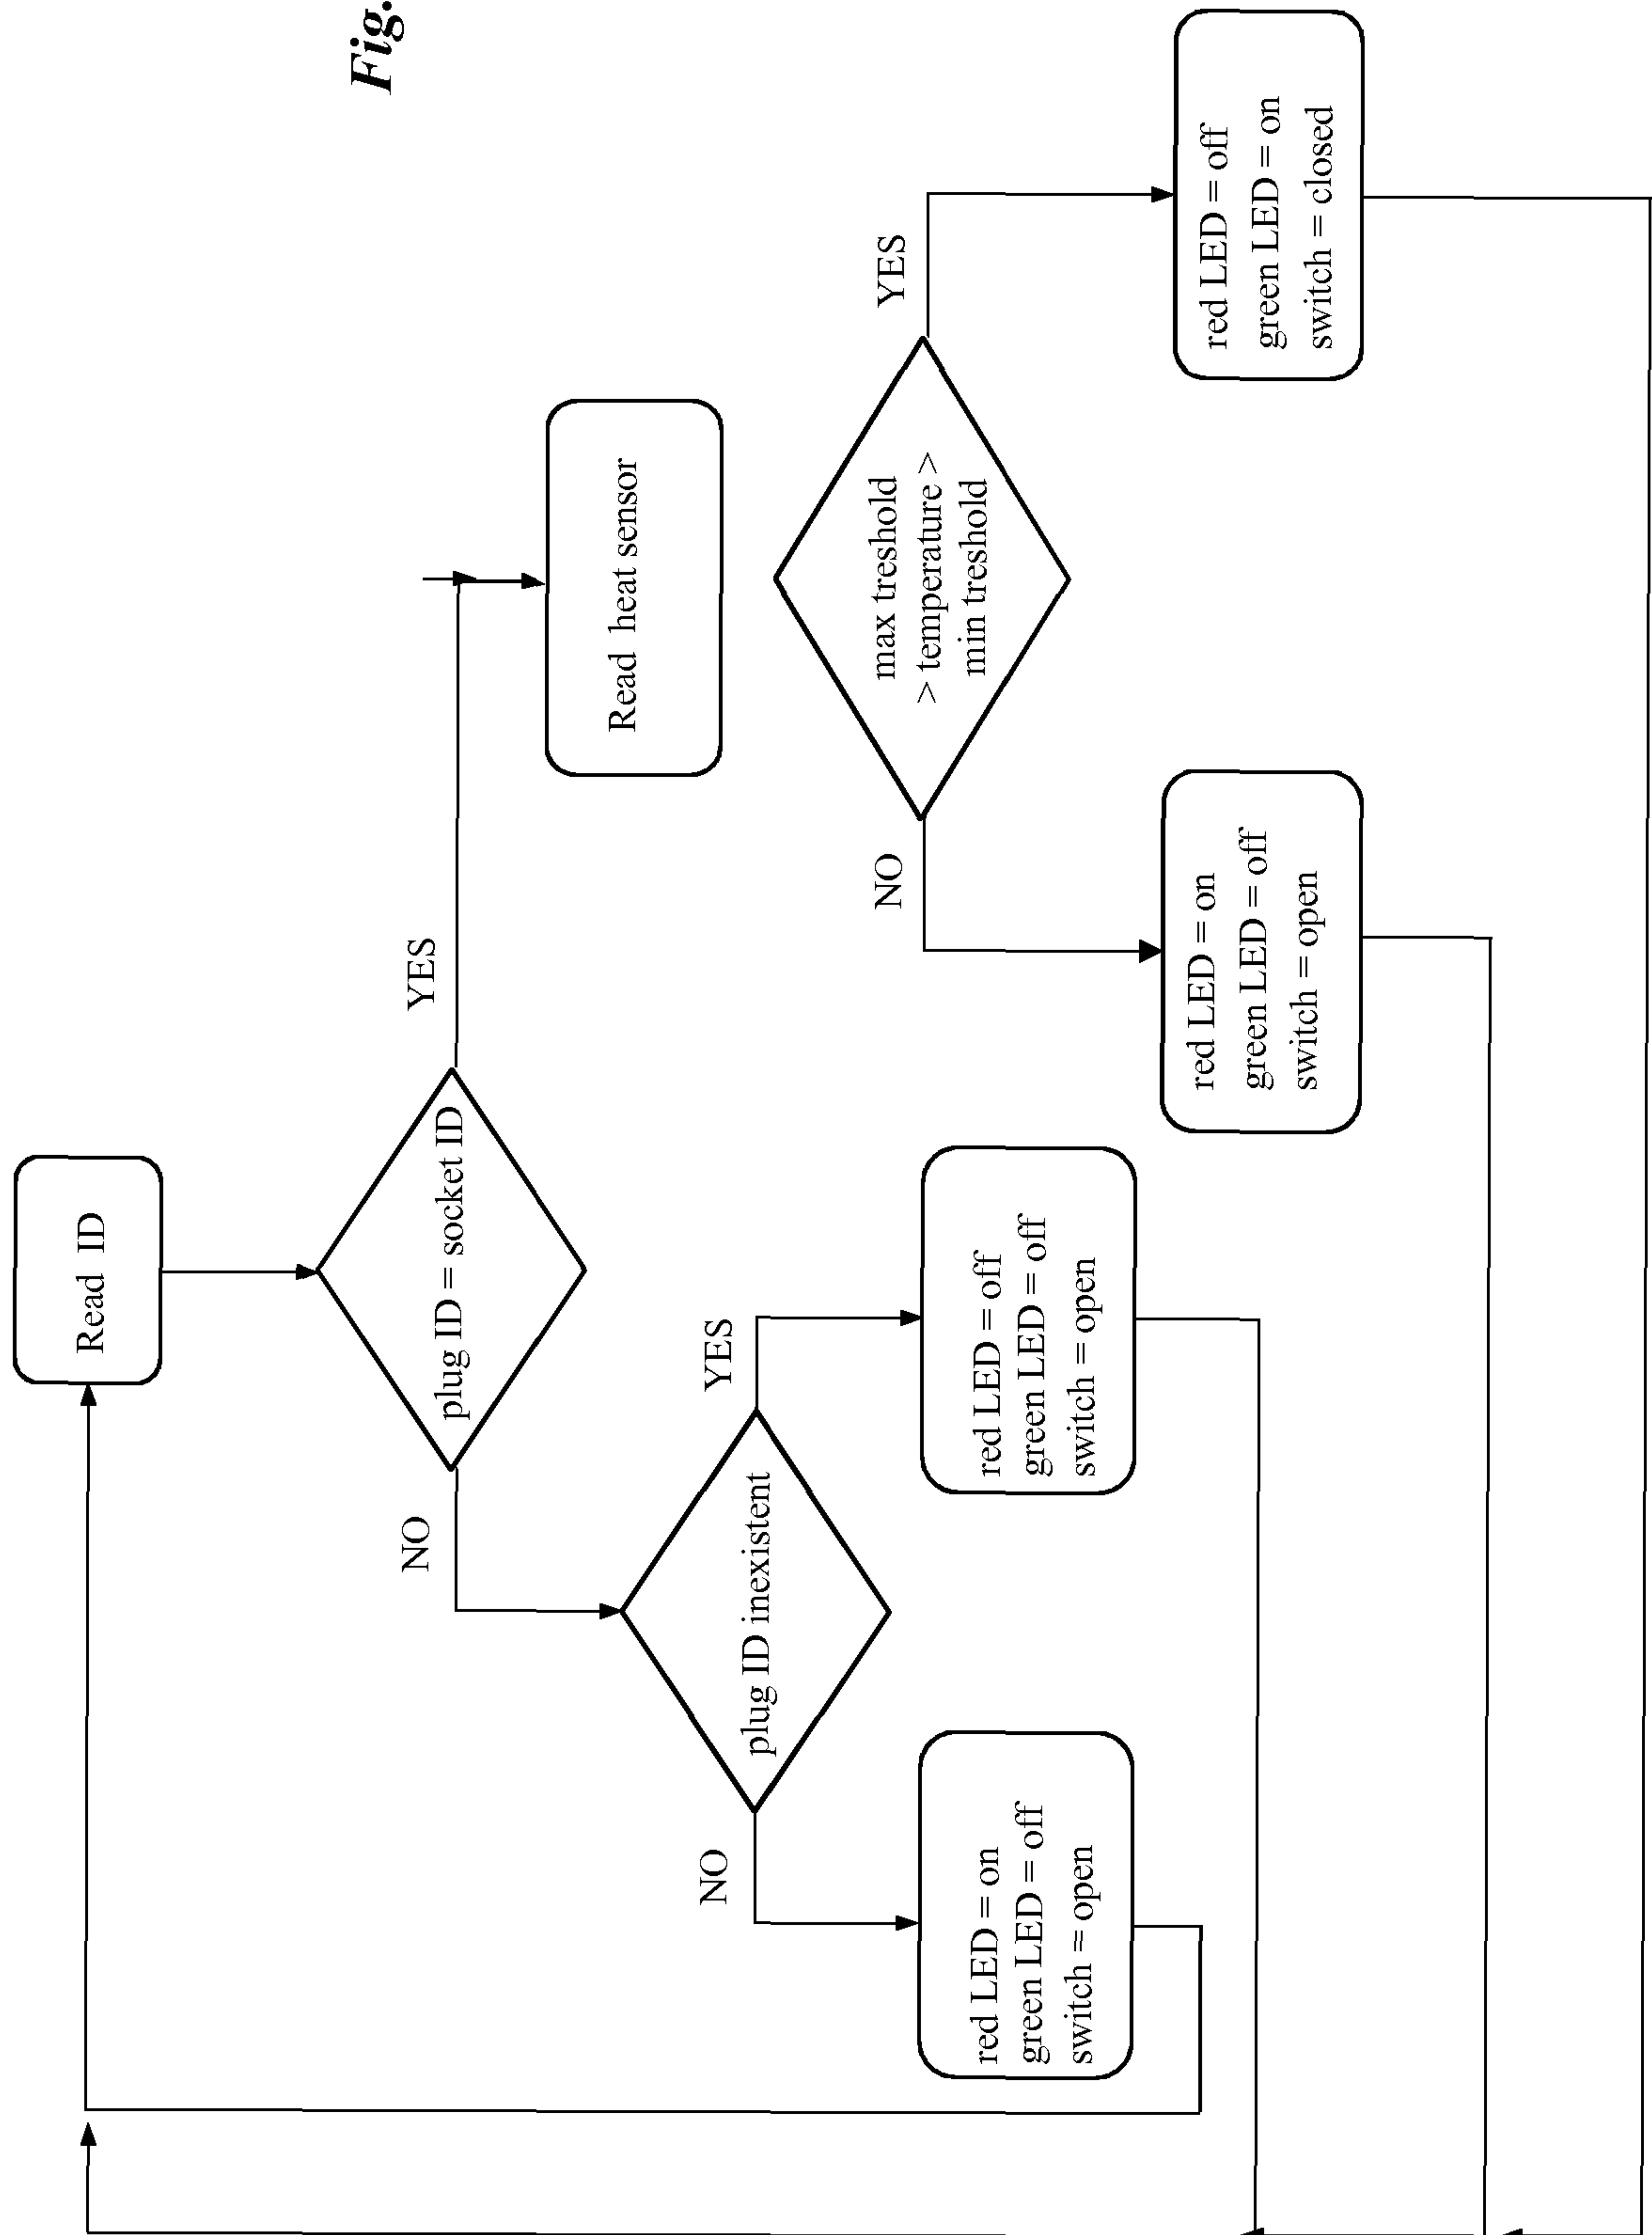 Fig.
Read ID
plug ID = socket ID
NO
YES
plug ID inexistent
NO
YES
red LED = on
green LED = off
switch = open
red LED = off
green LED = off
switch = open
Read heat sensor
max treshold
> temperature >
min treshold
NO
YES
red LED = on
green LED = off
switch = open
red LED = off
green LED = on
switch = closed